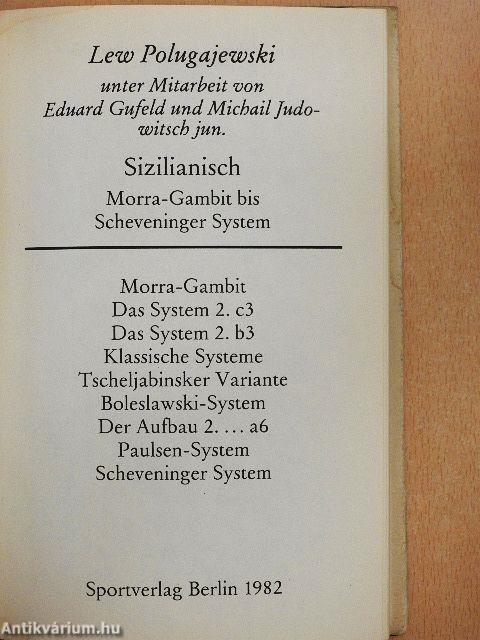 Lew Polugajewski
unter Mitarbeit von
Eduard Gufeld und Michail Judo-
witsch jun.
Sizilianisch
Morra-Gambit bis
Scheveninger System
Morra-Gambit
Das System 2. c3
Das System 2. b3
Klassische Systeme
Tscheljabinsker Variante
Boleslawski-System
Der Aufbau 2. ... a6
Paulsen-System
Scheveninger System
Sportverlag Berlin 1982
Antikvárium.hu